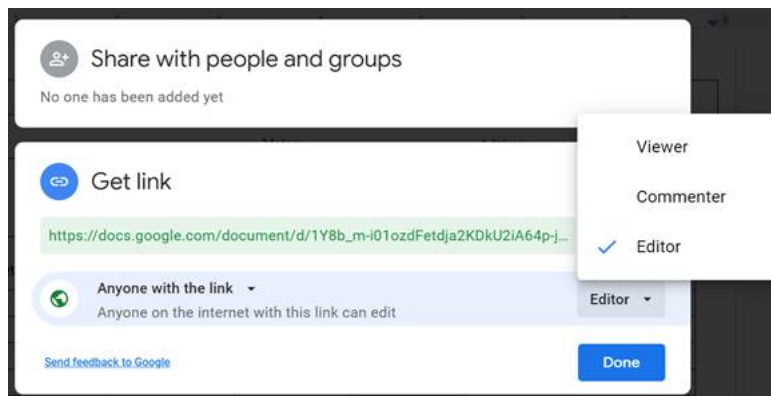 Share with people and groups
No one has been added yet
Get link
https://docs.google.com/document/d/1Y8b_m-i01ozdFetdja2KDkU2iA64p-j...
Anyone with the link
Anyone on the internet with this link can edit
Editor
Send feedback to Google
Done
Viewer
Commenter
Editor